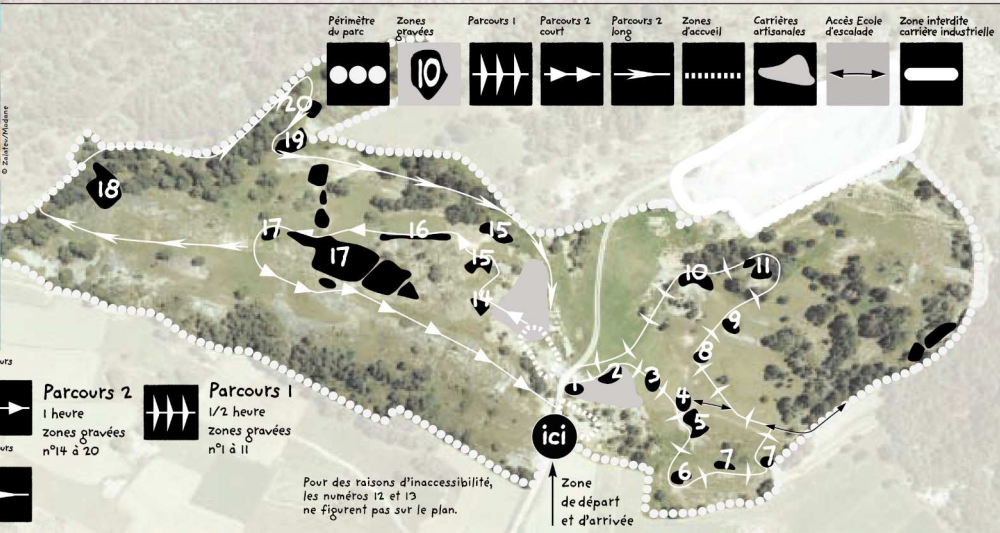 Périmètre
du parc
Zones
gravées
Parcours 1
Parcours 2
court
Parcours 2
long
Zones
d'accueil
Carrières
artisanales
Accès Ecole
d'escalade
Zone interdite
carrière industrielle
10
© Zalatev/Modane
20
19
18
17
16
15
17
15
14
10
11
9
8
1
2
3
4
5
6
7
7
ici
urs
Parcours 2
1 heure
zones gravées
n°14 à 20
Parcours 1
1/2 heure
zones gravées
n°1 à 11
urs
Pour des raisons d'inaccessibilité,
les numéros 12 et 13
ne figurent pas sur le plan.
Zone
de départ
et d'arrivée